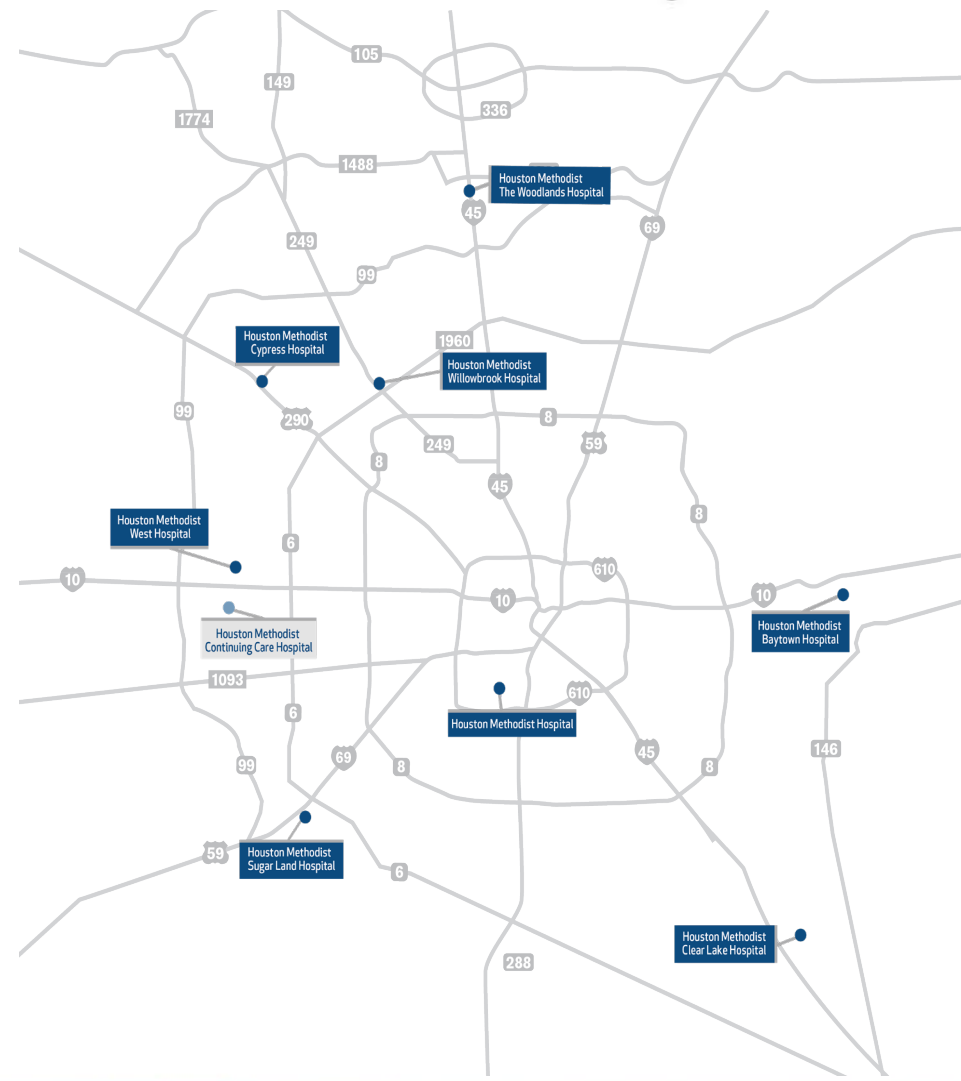 105
149
336
1774
1488
Houston Methodist
The Woodlands Hospital
45
69
249
99
Houston Methodist
Cypress Hospital
1960
Houston Methodist
Willowbrook Hospital
99
290
8
249
59
8
45
8
Houston Methodist
West Hospital
6
610
10
10
10
Houston Methodist
Continuing Care Hospital
Houston Methodist
Baytown Hospital
1093
610
6
Houston Methodist Hospital
45
146
69
99
8
8
59
Houston Methodist
Sugar Land Hospital
6
Houston Methodist
Clear Lake Hospital
288